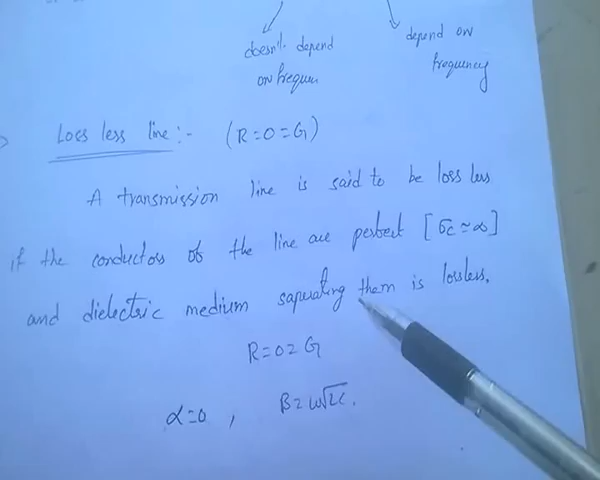 doesn't depend
on frequen
depend on
frequency
Loss less line :- (R=0=G)
A transmission line is said to be loss less
if the conductors of the line are perfect [σc ≃ ∞]
and dielectric medium saperating them is lossless.
R=0=G
α=0 , β=ω√LC.